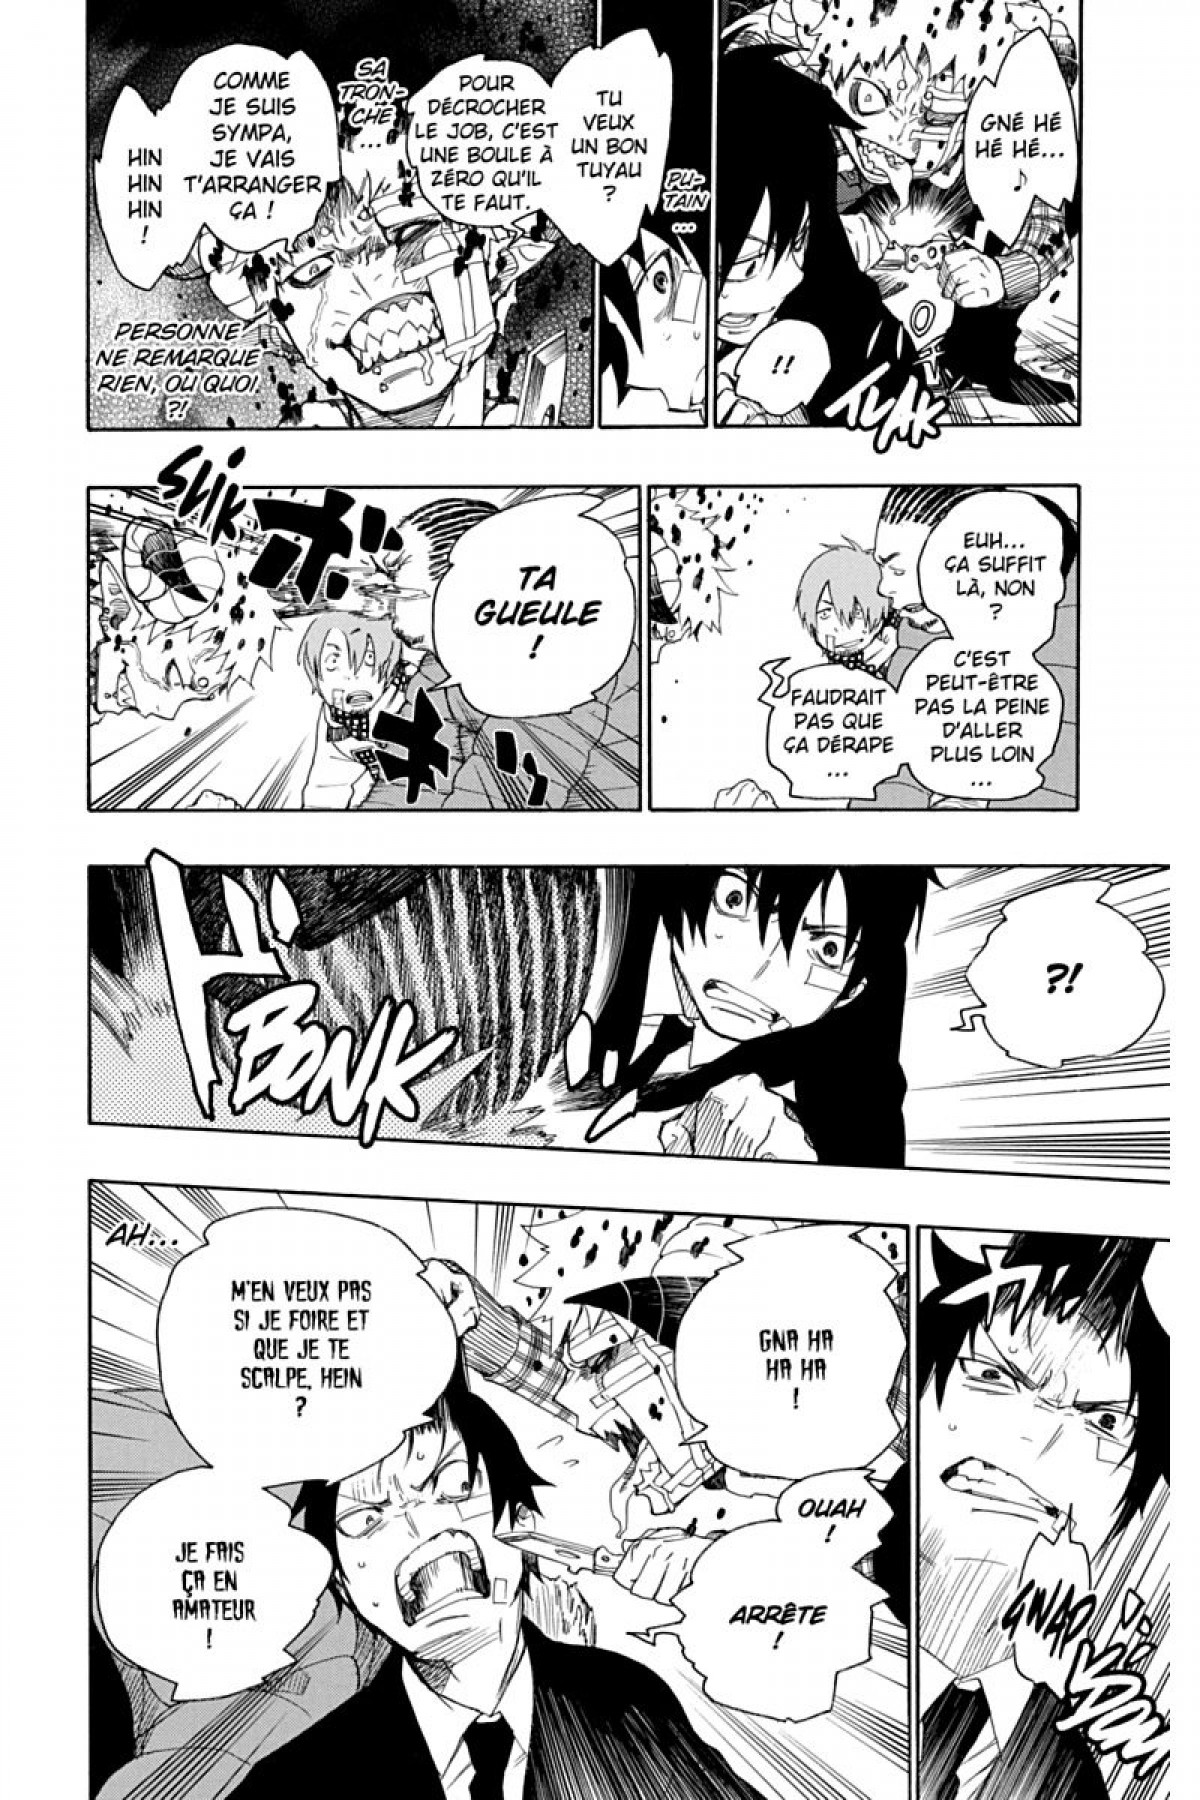 GNÉ HÉ
HÉ HÉ...
♪
!!
TLYAK
PU-
TAIN
...
TU
VEUX
UN BON
TUYAU ?
POUR
DÉCROCHER
LE JOB, C'EST
UNE BOULE À
ZÉRO QU'IL
TE FAUT.
SA
TRON-
CHE
...
COMME
JE SUIS
SYMPA,
JE VAIS
T'ARRANGER
ÇA !
HIN
HIN
HIN
!
PERSONNE
NE REMARQUE
RIEN, OU QUOI
?!
EUH...
ÇA SUFFIT
LÀ, NON
?
C'EST
PEUT-ÊTRE
PAS LA PEINE
D'ALLER
PLUS LOIN
...
FAUDRAIT
PAS QUE
ÇA DÉRAPE
...
TA
GUEULE
!
SLIK
?!
BONK
GWAP
YDOM
GNA HA
HA HA
!
OUAH
!
ARRÊTE
!
M'EN VEUX PAS
SI JE FOIRE ET
QUE JE TE
SCALPE, HEIN
?
AH...
JE FAIS
ÇA EN
AMATEUR
!